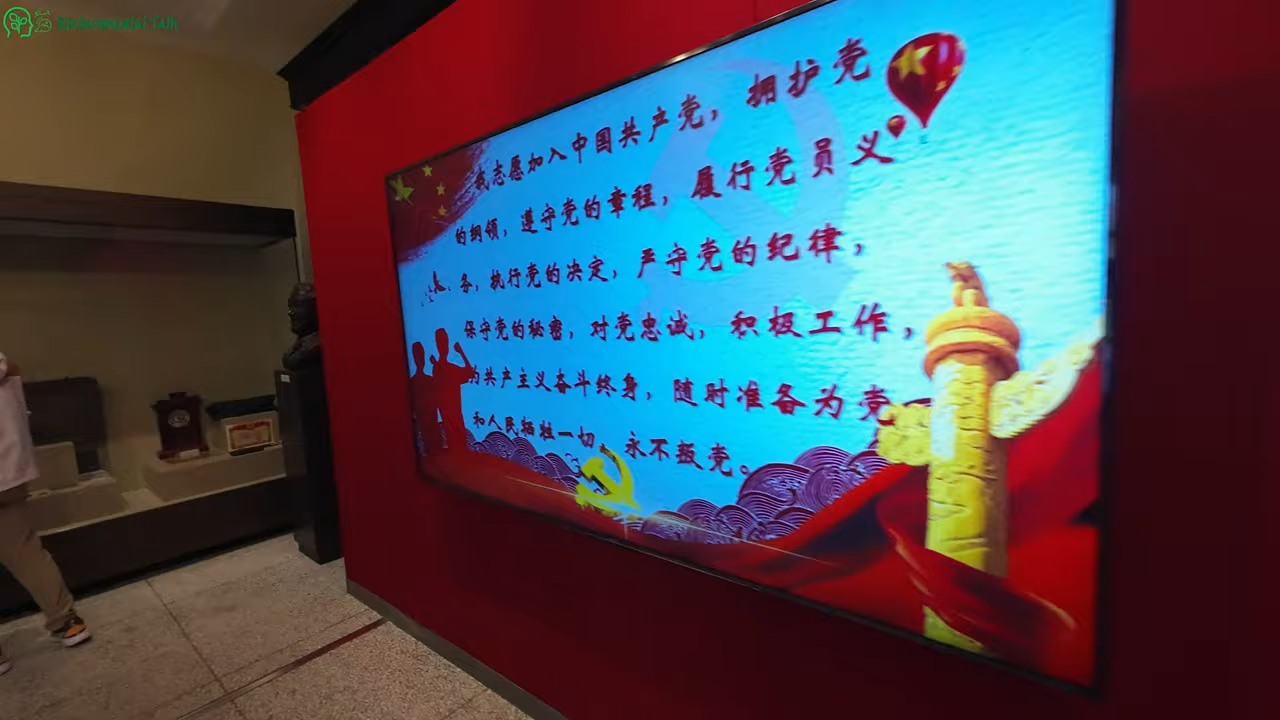 Environmental Talk
我志愿加入中国共产党，拥护党
的纲领，遵守党的章程，履行党员义
务，执行党的决定，严守党的纪律，
保守党的秘密，对党忠诚，积极工作，
为共产主义奋斗终身，随时准备为党
和人民牺牲一切，永不叛党。